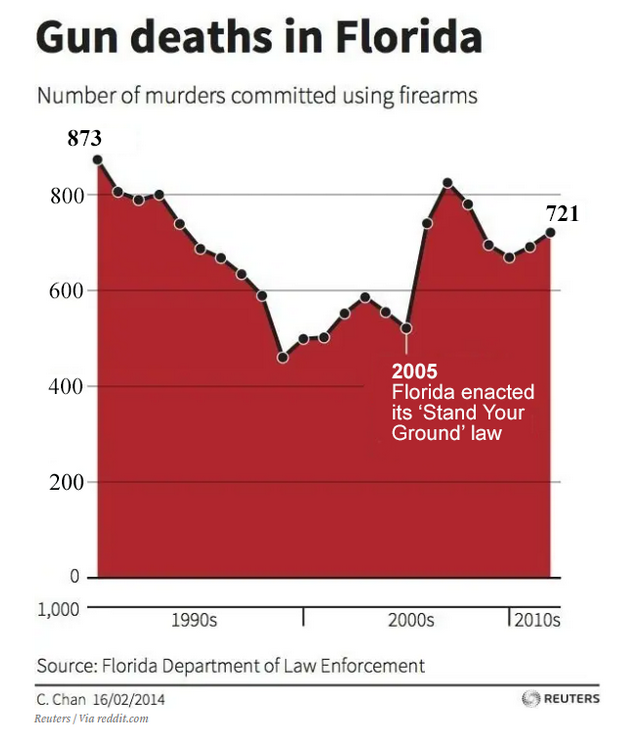 Gun deaths in Florida
Number of murders committed using firearms
873
800
721
600
400
2005
Florida enacted
its ‘Stand Your
Ground’ law
200
0
1,000
1990s
2000s
2010s
Source: Florida Department of Law Enforcement
C. Chan 16/02/2014
REUTERS
Reuters / Via reddit.com